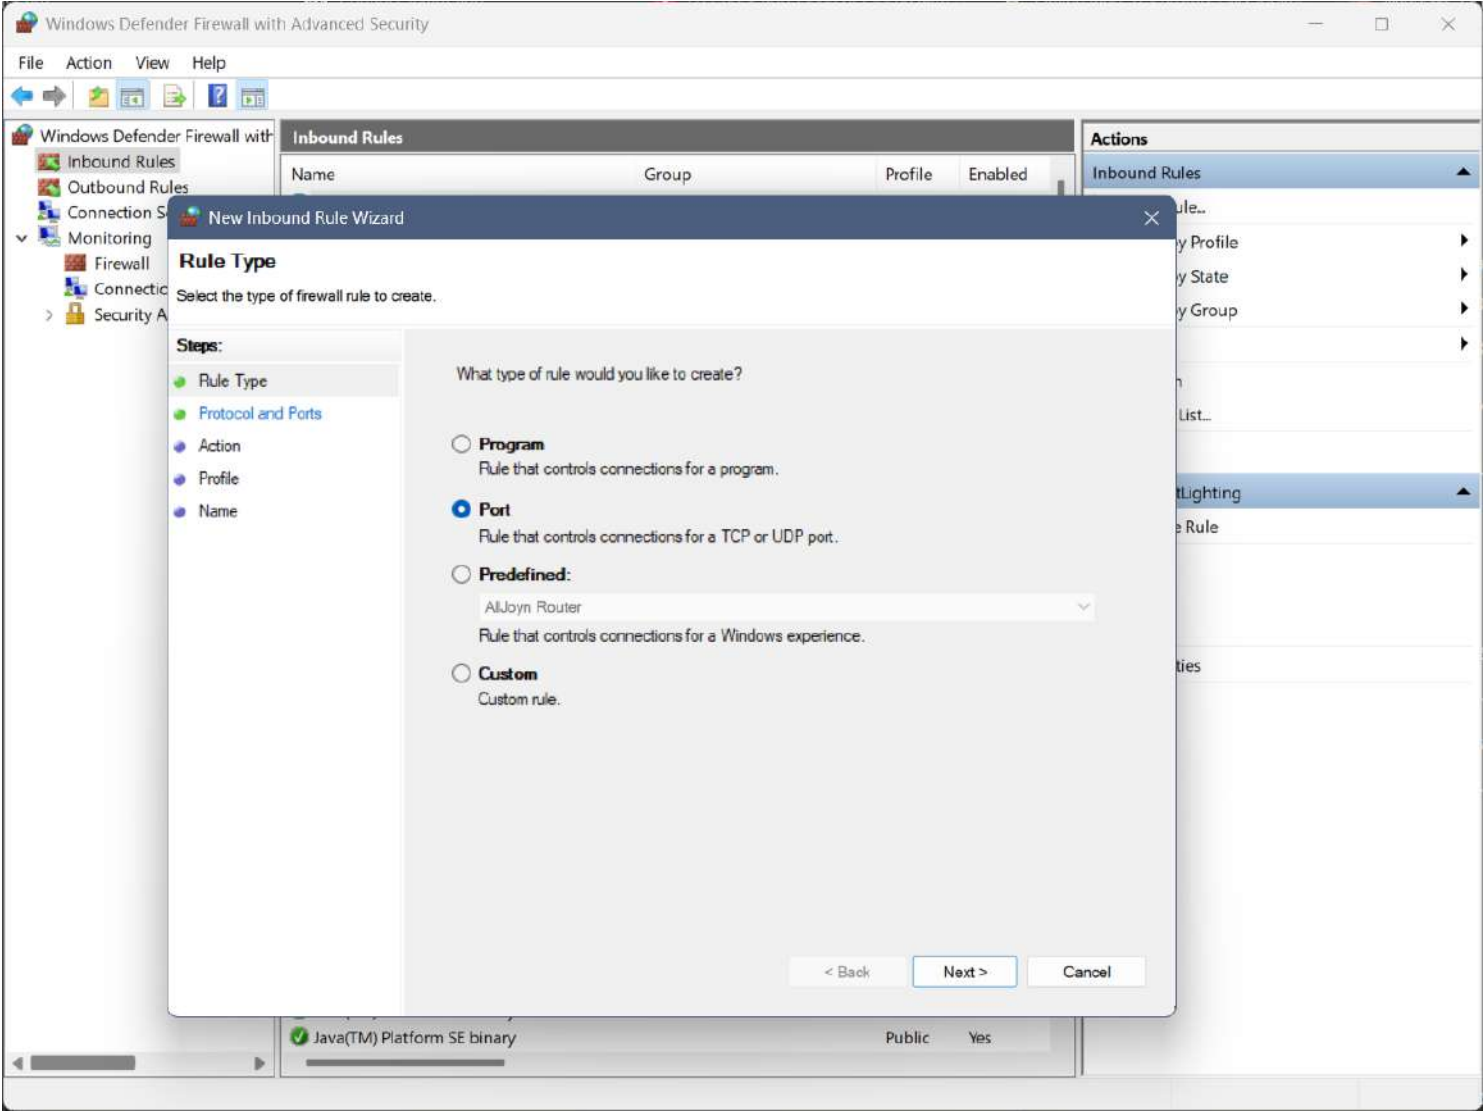 Windows Defender Firewall with Advanced Security
File Action View Help
Windows Defender Firewall with
Inbound Rules
Outbound Rules
Connection S
Monitoring
Firewall
Connectic
Security A
Inbound Rules
Name Group Profile Enabled
Actions
Inbound Rules
ule...
y Profile
y State
y Group
n
List...
tLighting
e Rule
ties
New Inbound Rule Wizard
Rule Type
Select the type of firewall rule to create.
Steps:
Rule Type
Protocol and Ports
Action
Profile
Name
What type of rule would you like to create?
Program
Rule that controls connections for a program.
Port
Rule that controls connections for a TCP or UDP port.
Predefined:
AllJoyn Router
Rule that controls connections for a Windows experience.
Custom
Custom rule.
< Back Next > Cancel
Java(TM) Platform SE binary Public Yes